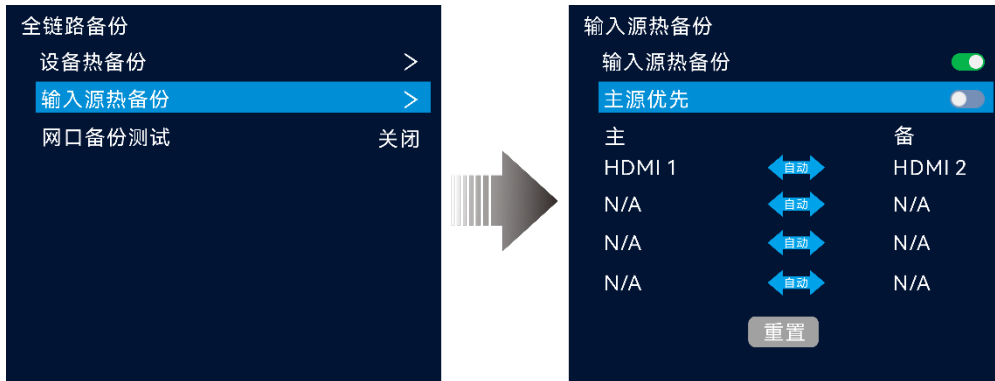 全链路备份
设备热备份 >
输入源热备份 >
网口备份测试 关闭
输入源热备份
输入源热备份
主源优先
主 备
HDMI 1 自动 HDMI 2
N/A 自动 N/A
N/A 自动 N/A
N/A 自动 N/A
重置